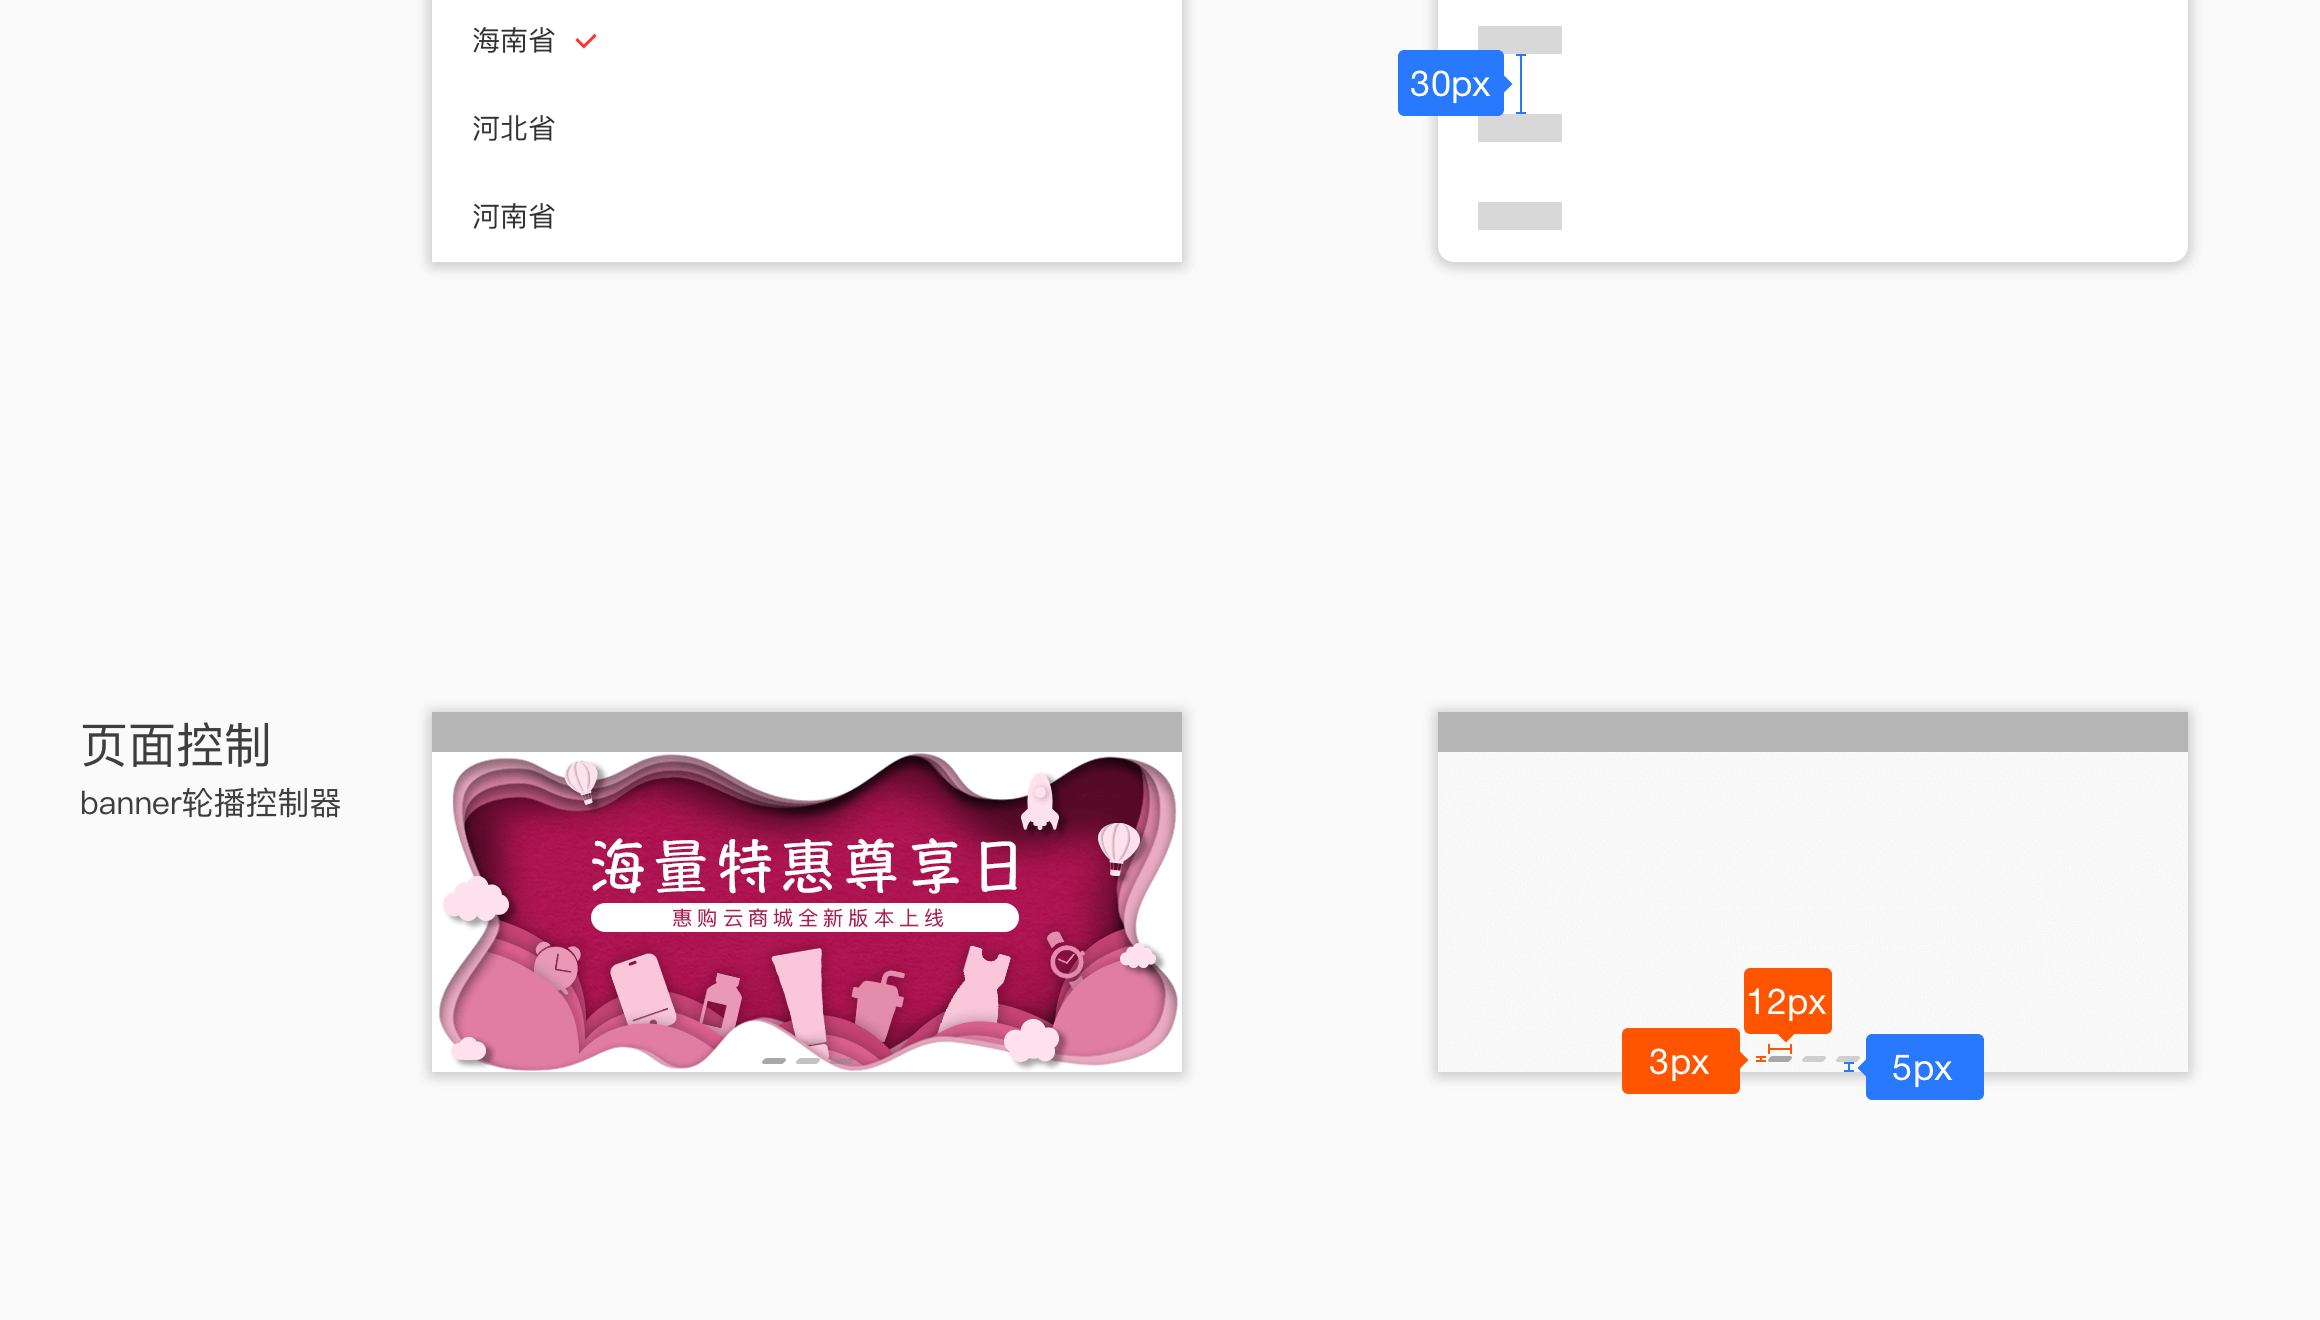 海南省
河北省
河南省
30px
页面控制
banner轮播控制器
海量特惠尊享日
惠购云商城全新版本上线
12px
3px
5px